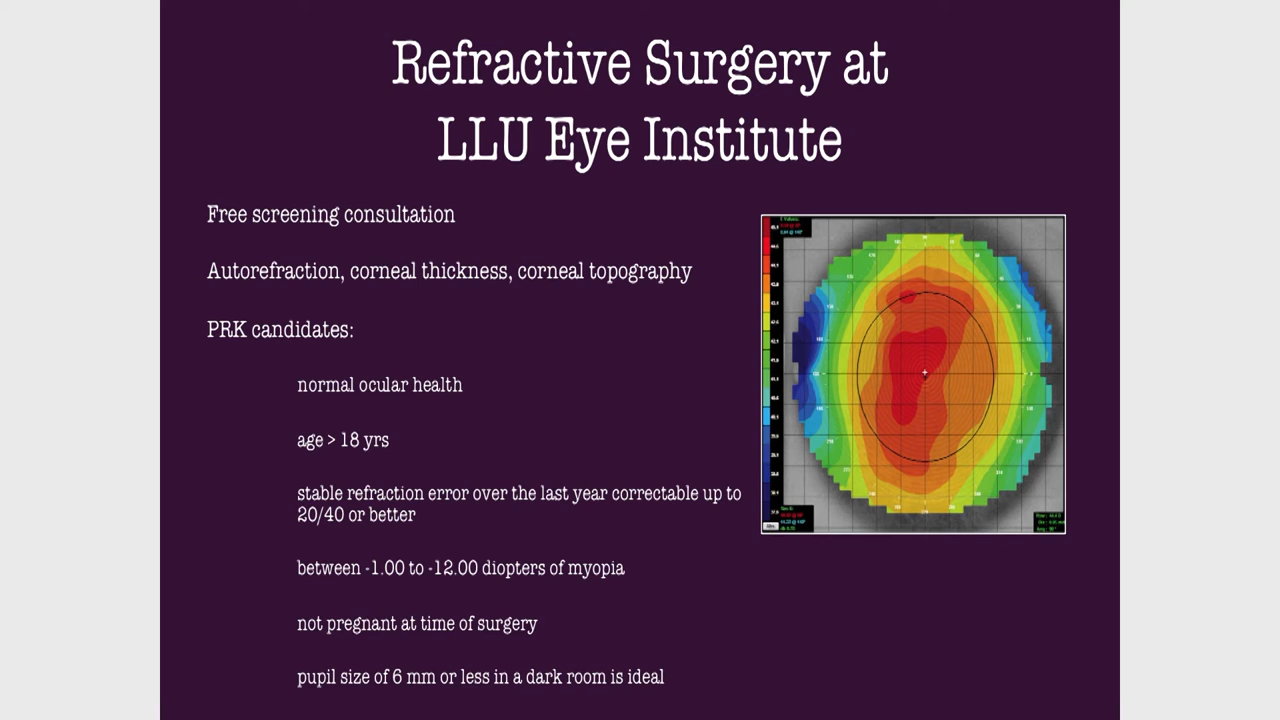 Refractive Surgery at
LLU Eye Institute
Free screening consultation
Autorefraction, corneal thickness, corneal topography
PRK candidates:
normal ocular health
age > 18 yrs
stable refraction error over the last year correctable up to
20/40 or better
between -1.00 to -12.00 diopters of myopia
not pregnant at time of surgery
pupil size of 6 mm or less in a dark room is ideal